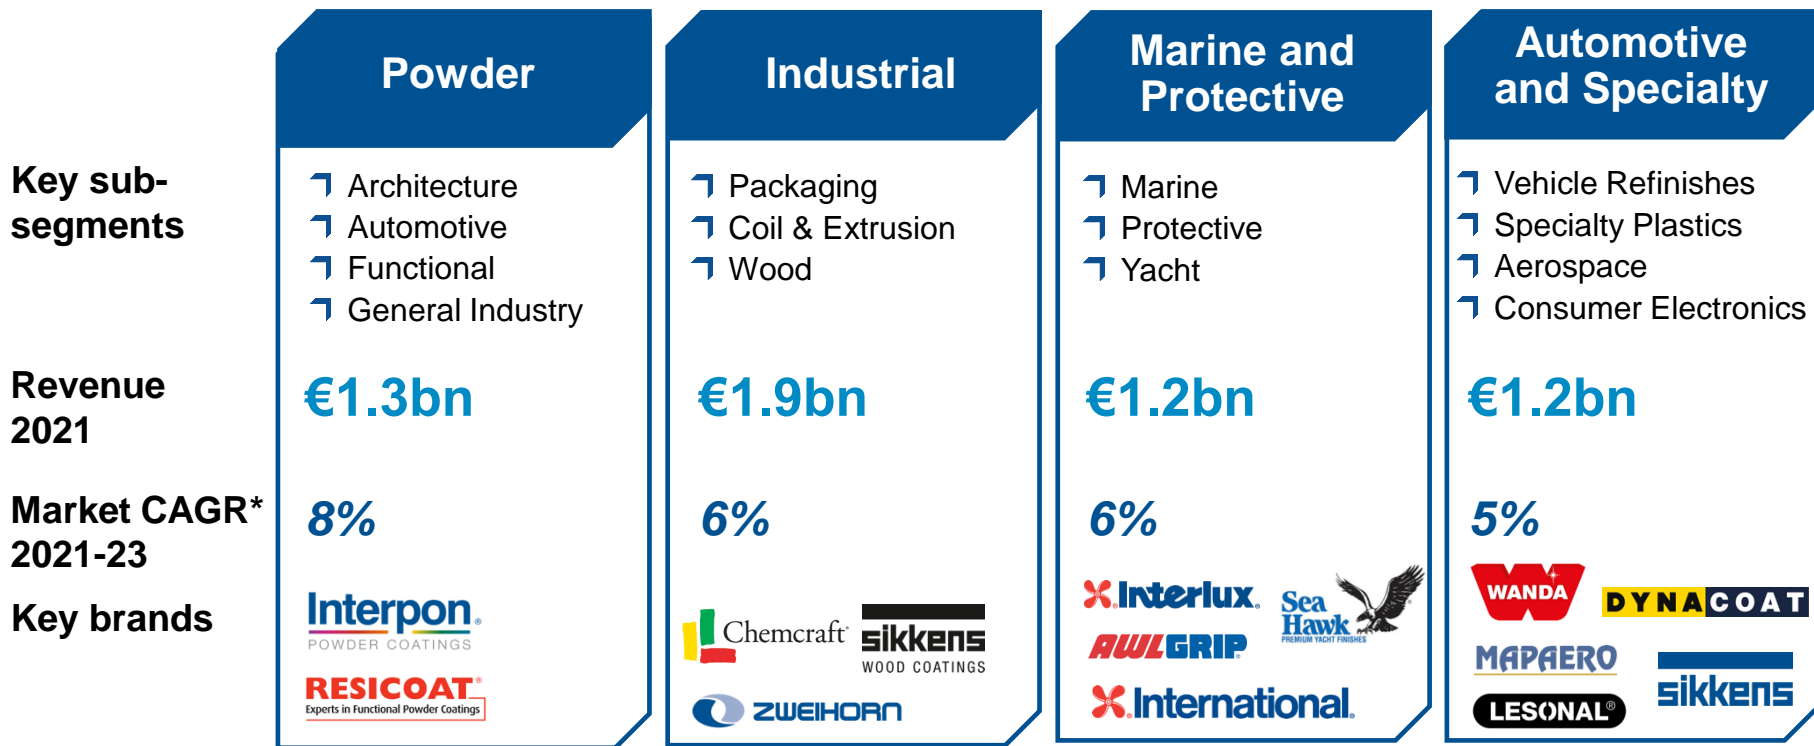 Powder
Industrial
Marine and
Protective
Automotive
and Specialty
Key sub-
segments
Architecture
Automotive
Functional
General Industry
Packaging
Coil & Extrusion
Wood
Marine
Protective
Yacht
Vehicle Refinishes
Specialty Plastics
Aerospace
Consumer Electronics
Revenue
2021
€1.3bn
€1.9bn
€1.2bn
€1.2bn
Market CAGR*
2021-23
8%
6%
6%
5%
Key brands
Interpon®
POWDER COATINGS
RESICOAT®
Experts in Functional Powder Coatings
Chemcraft®
sikkens
WOOD COATINGS
ZWEIHORN
Interlux®
Sea
Hawk®
PREMIUM YACHT FINISHES
AWLGRIP®
International®
WANDA
DYNACOAT
MAPAERO
LESONAL®
sikkens